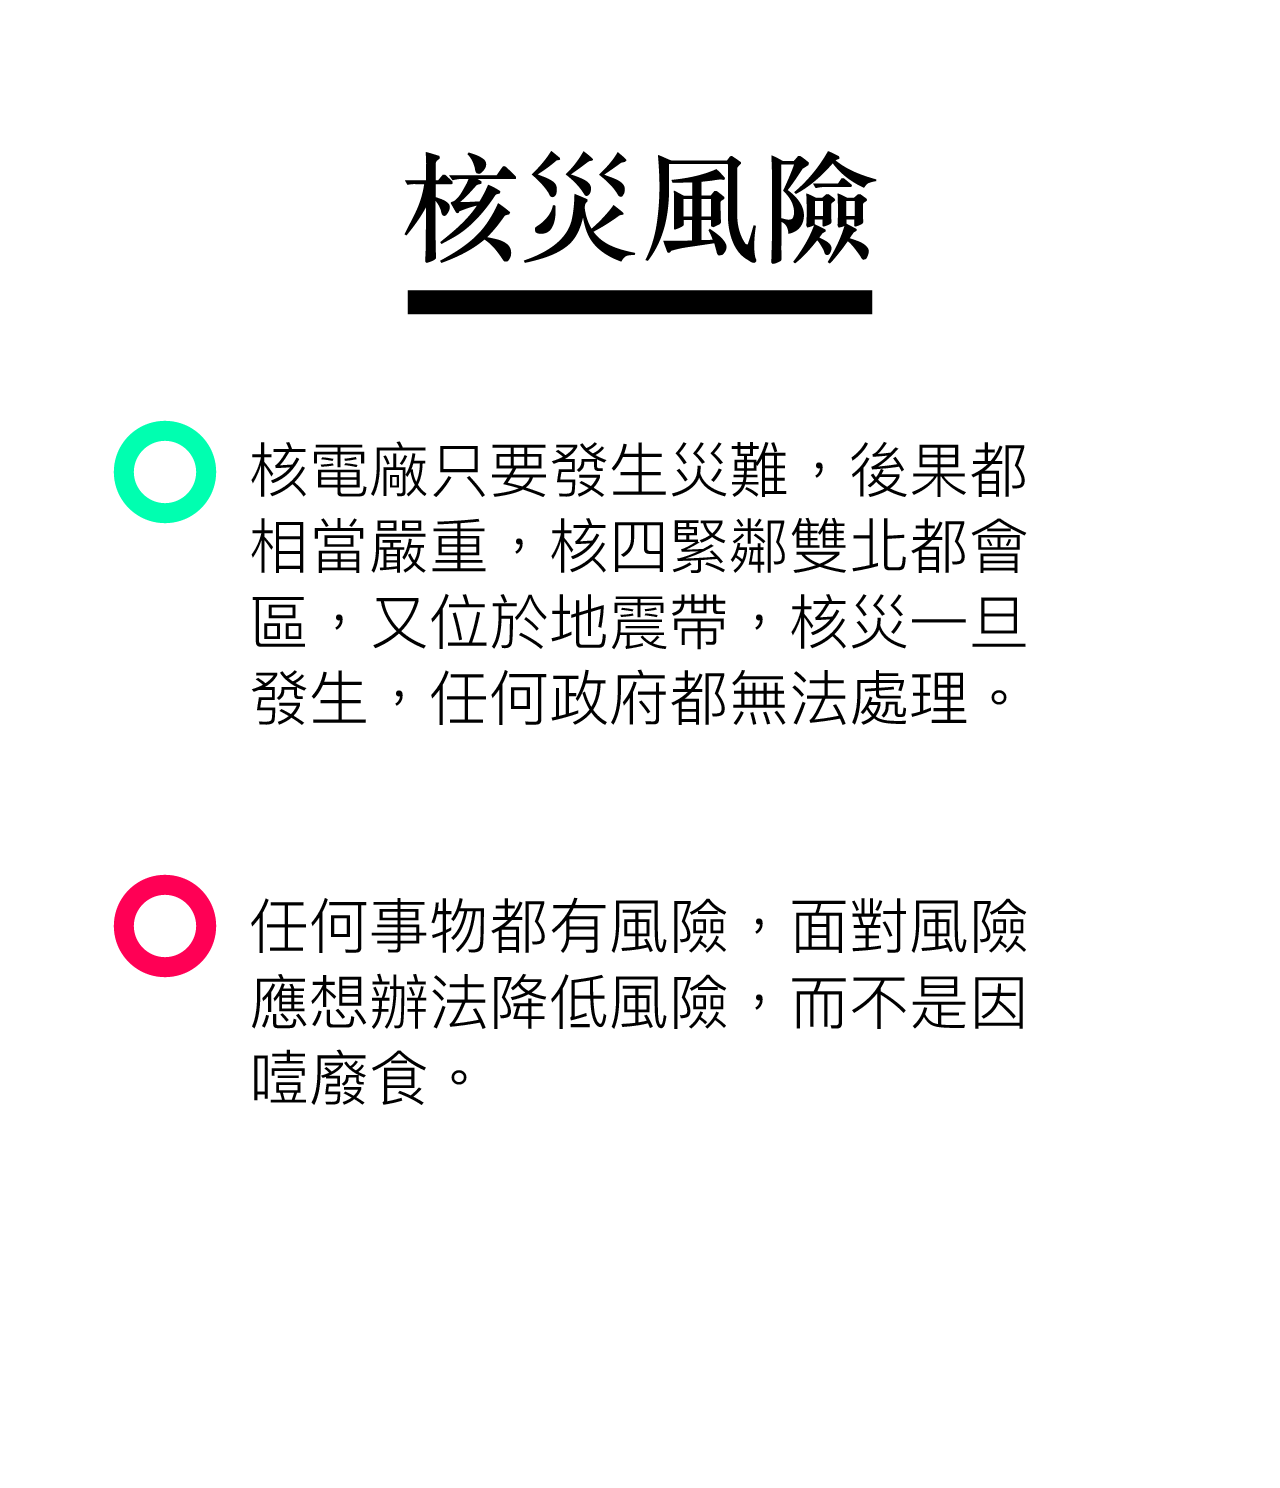 核災風險
核電廠只要發生災難，後果都
相當嚴重，核四緊鄰雙北都會
區，又位於地震帶，核災一旦
發生，任何政府都無法處理。
任何事物都有風險，面對風險
應想辦法降低風險，而不是因
噎廢食。